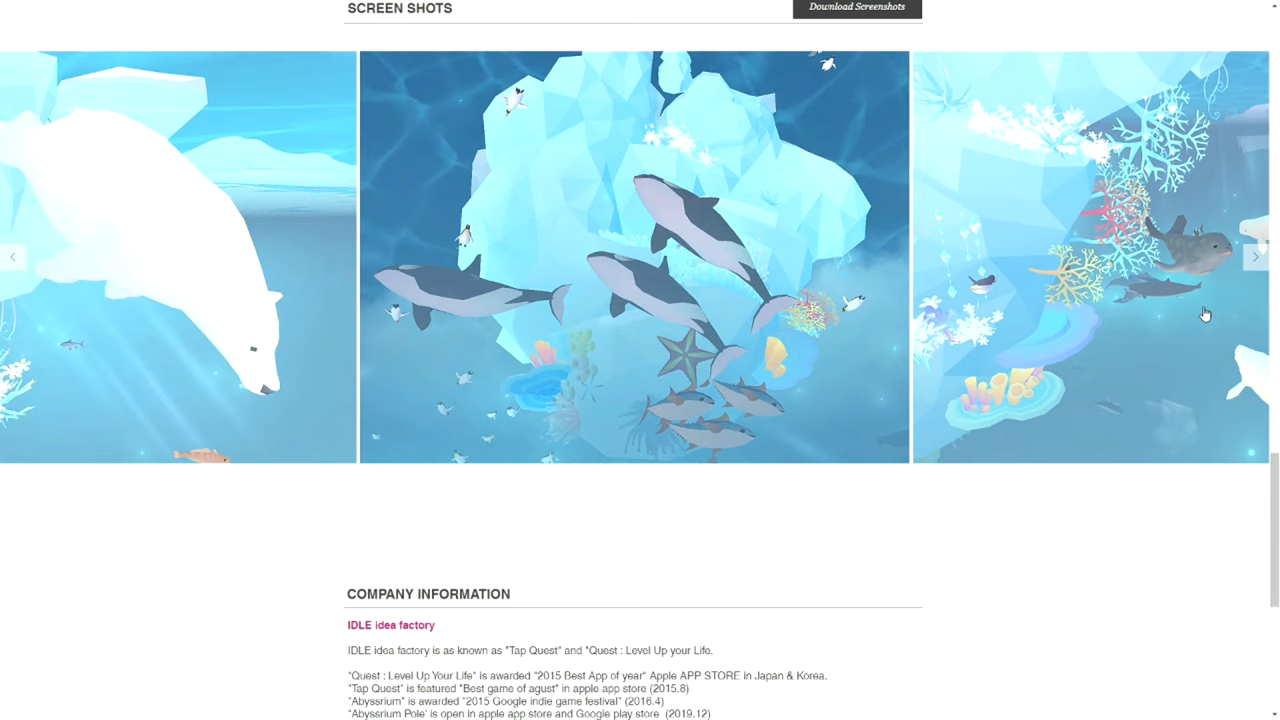 SCREEN SHOTS
Download Screenshots
COMPANY INFORMATION
IDLE idea factory
IDLE idea factory is as known as "Tap Quest" and "Quest : Level Up your Life.
"Quest : Level Up Your Life" is awarded "2015 Best App of year" Apple APP STORE in Japan & Korea.
"Tap Quest" is featured "Best game of agust" in apple app store (2015.8)
"Abyssrium" is awarded "2015 Google indie game festival" (2016.4)
"Abyssrium Pole' is open in apple app store and Google play store (2019.12)